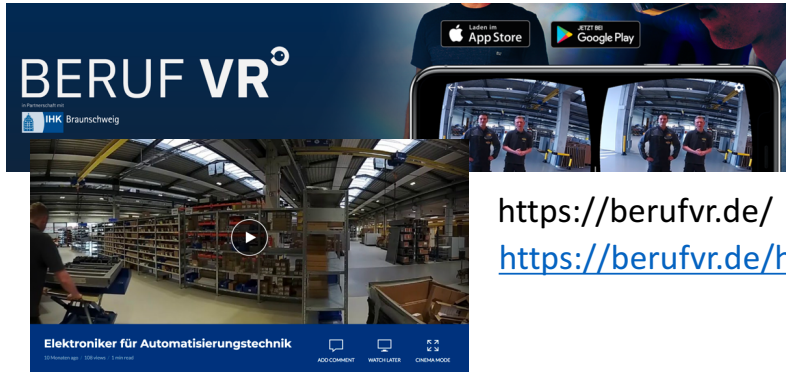 Laden im
App Store
JETZT BEI
Google Play
BERUF VR
in Partnerschaft mit
IHK Braunschweig
https://berufvr.de/
https://berufvr.de/h
Elektroniker für Automatisierungstechnik
10 Monaten ago / 108 views / 1 min read
ADD COMMENT
WATCH LATER
CINEMA MODE